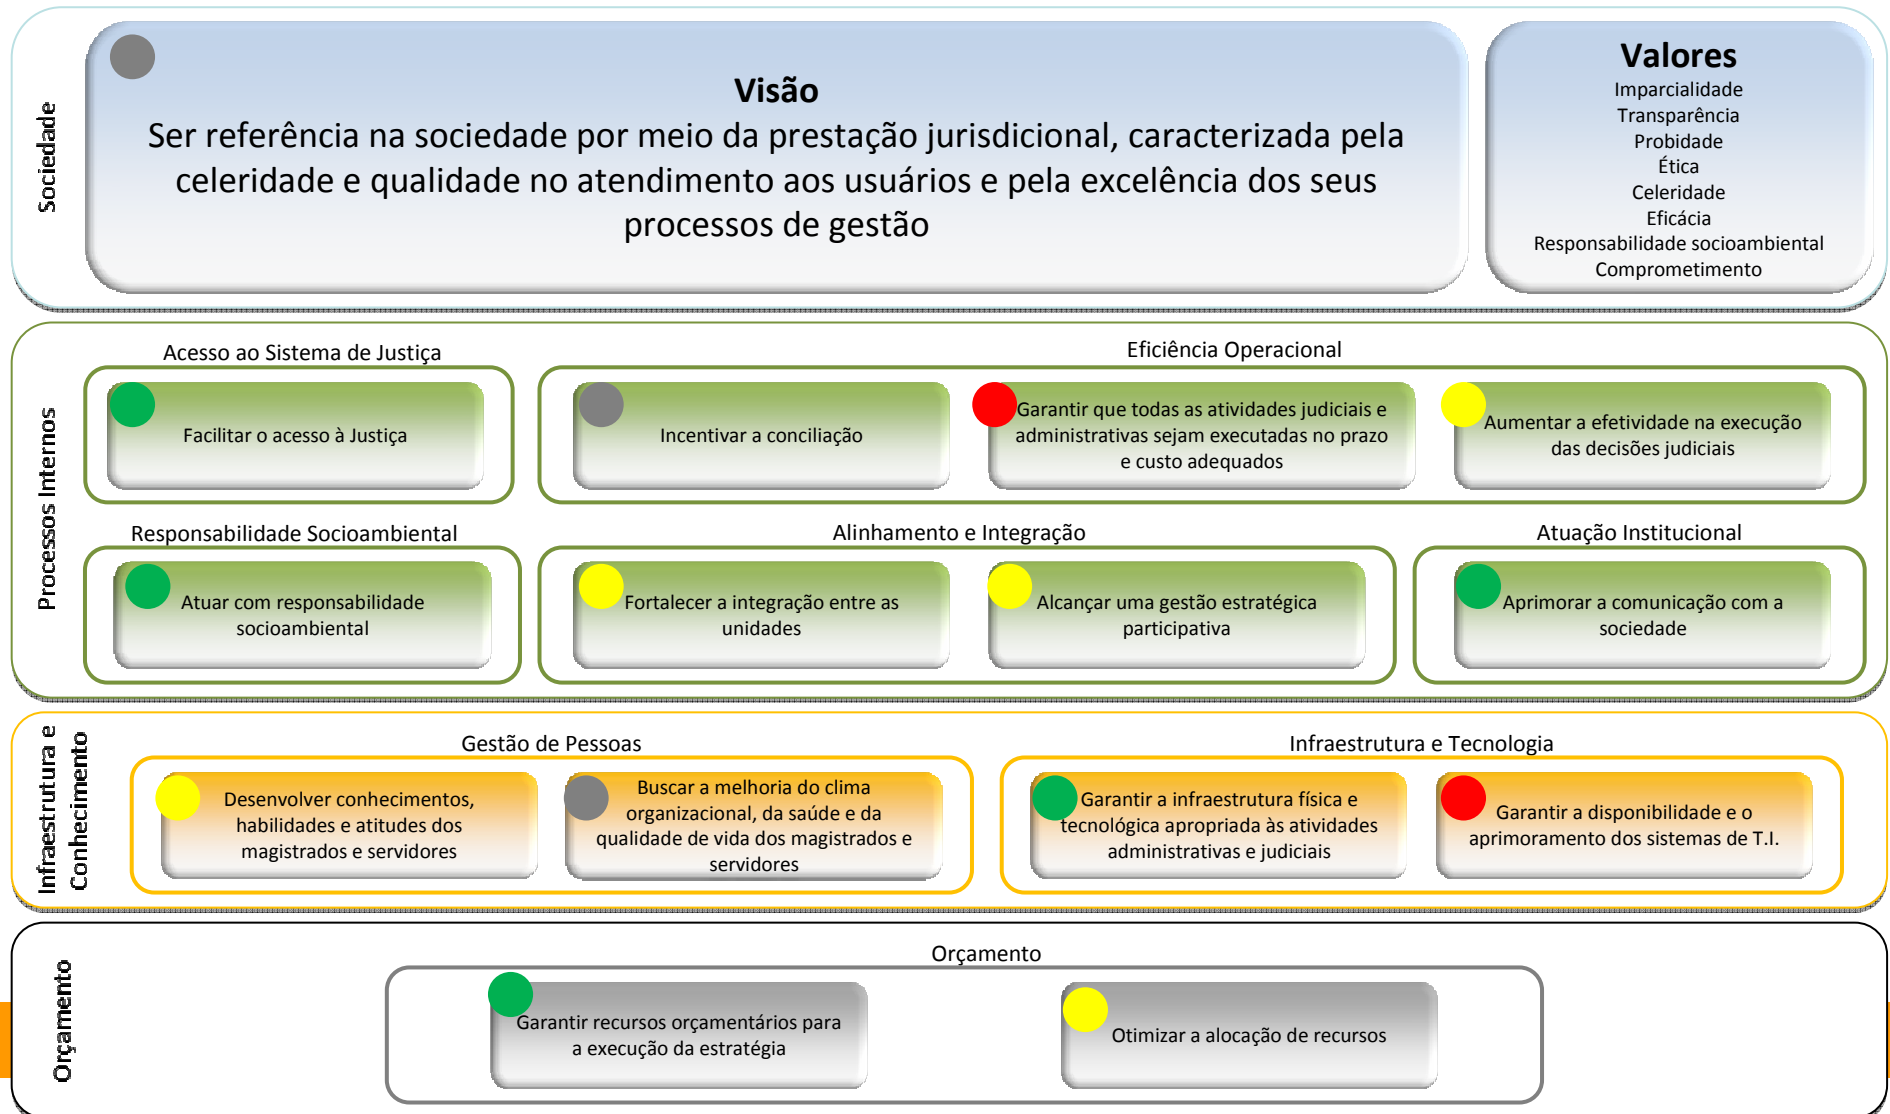 Sociedade
Visão
Ser referência na sociedade por meio da prestação jurisdicional, caracterizada pela
celeridade e qualidade no atendimento aos usuários e pela excelência dos seus
processos de gestão
Valores
Imparcialidade
Transparência
Probidade
Ética
Celeridade
Eficácia
Responsabilidade socioambiental
Comprometimento
Processos Internos
Acesso ao Sistema de Justiça
Facilitar o acesso à Justiça
Eficiência Operacional
Incentivar a conciliação
Garantir que todas as atividades judiciais e
administrativas sejam executadas no prazo
e custo adequados
Aumentar a efetividade na execução
das decisões judiciais
Responsabilidade Socioambiental
Atuar com responsabilidade
socioambiental
Alinhamento e Integração
Fortalecer a integração entre as
unidades
Alcançar uma gestão estratégica
participativa
Atuação Institucional
Aprimorar a comunicação com a
sociedade
Infraestrutura e
Conhecimento
Gestão de Pessoas
Desenvolver conhecimentos,
habilidades e atitudes dos
magistrados e servidores
Buscar a melhoria do clima
organizacional, da saúde e da
qualidade de vida dos magistrados e
servidores
Infraestrutura e Tecnologia
Garantir a infraestrutura física e
tecnológica apropriada às atividades
administrativas e judiciais
Garantir a disponibilidade e o
aprimoramento dos sistemas de T.I.
Orçamento
Orçamento
Garantir recursos orçamentários para
a execução da estratégia
Otimizar a alocação de recursos